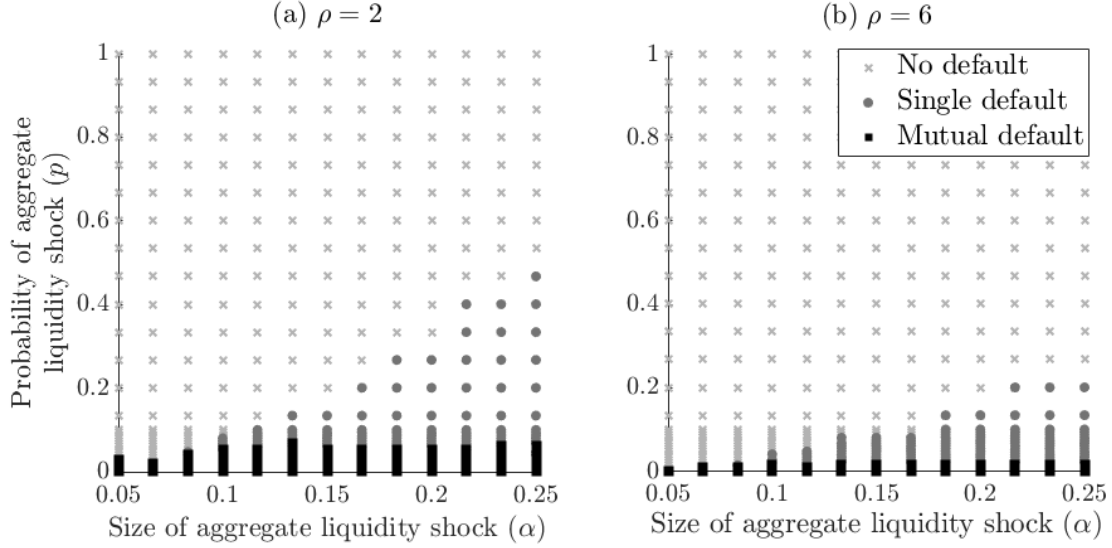 (a) ρ = 2
Probability of aggregate
liquidity shock (p)
1
0.8
0.6
0.4
0.2
0
0.05
0.1
0.15
0.2
0.25
Size of aggregate liquidity shock (α)
(b) ρ = 6
No default
Single default
Mutual default
1
0.8
0.6
0.4
0.2
0
0.05
0.1
0.15
0.2
0.25
Size of aggregate liquidity shock (α)